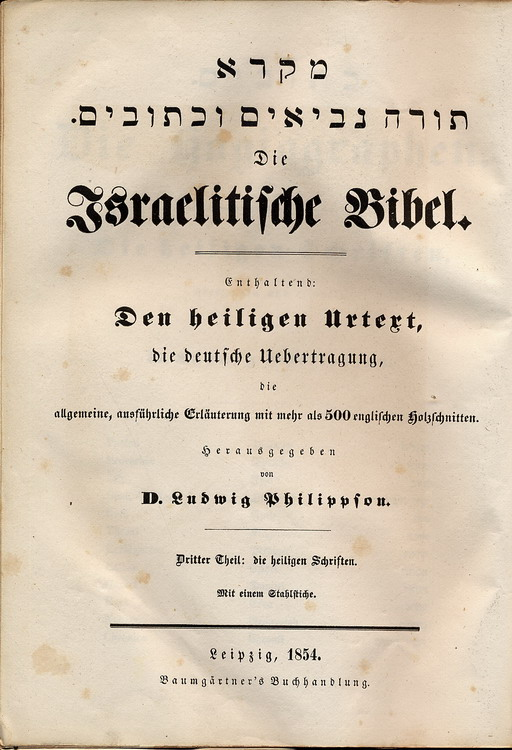 מקרא
תורה נביאים וכתובים.
Die
Israelitische Bibel.
Enthaltend:
Den heiligen Urtext,
die deutsche Uebertragung,
die
allgemeine, ausführliche Erläuterung mit mehr als 500 englischen Holzschnitten.
Herausgegeben
von
D. Ludwig Philippson.
Dritter Theil: die heiligen Schriften.
Mit einem Stahlstiche.
Leipzig, 1854.
Baumgärtner's Buchhandlung.